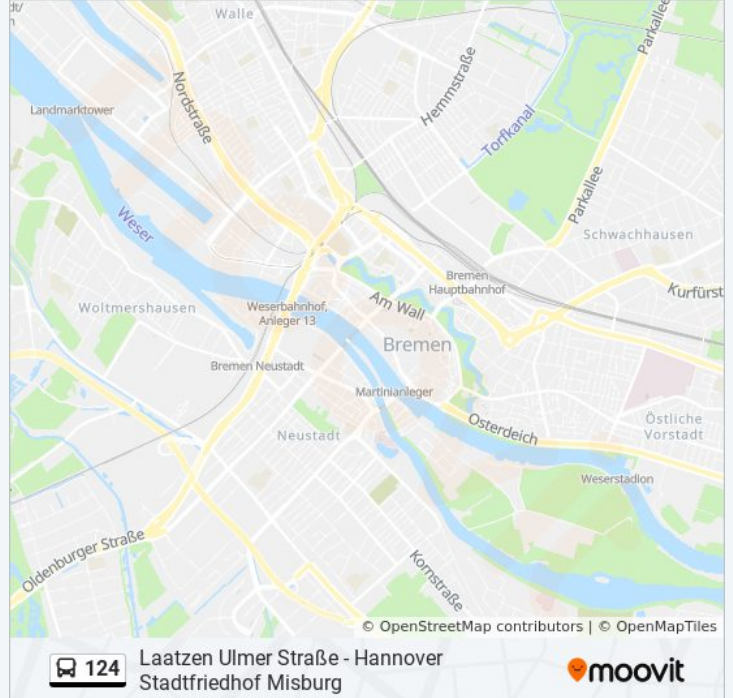 dt/
Walle
Parkallee
Nordstraße
Hemmstraße
Landmarktower
Torfkanal
Parkallee
Weser
Schwachhausen
Bremen
Hauptbahnhof
Kurfürst
Am Wall
Woltmershausen
Weserbahnhof,
Anleger 13
Bremen
Bremen Neustadt
Martinianleger
Osterdeich
Östliche
Vorstadt
Neustadt
Weserstadion
Oldenburger Straße
Kornstraße
© OpenStreetMap contributors | © OpenMapTiles
124
Laatzen Ulmer Straße - Hannover
Stadtfriedhof Misburg
moovit